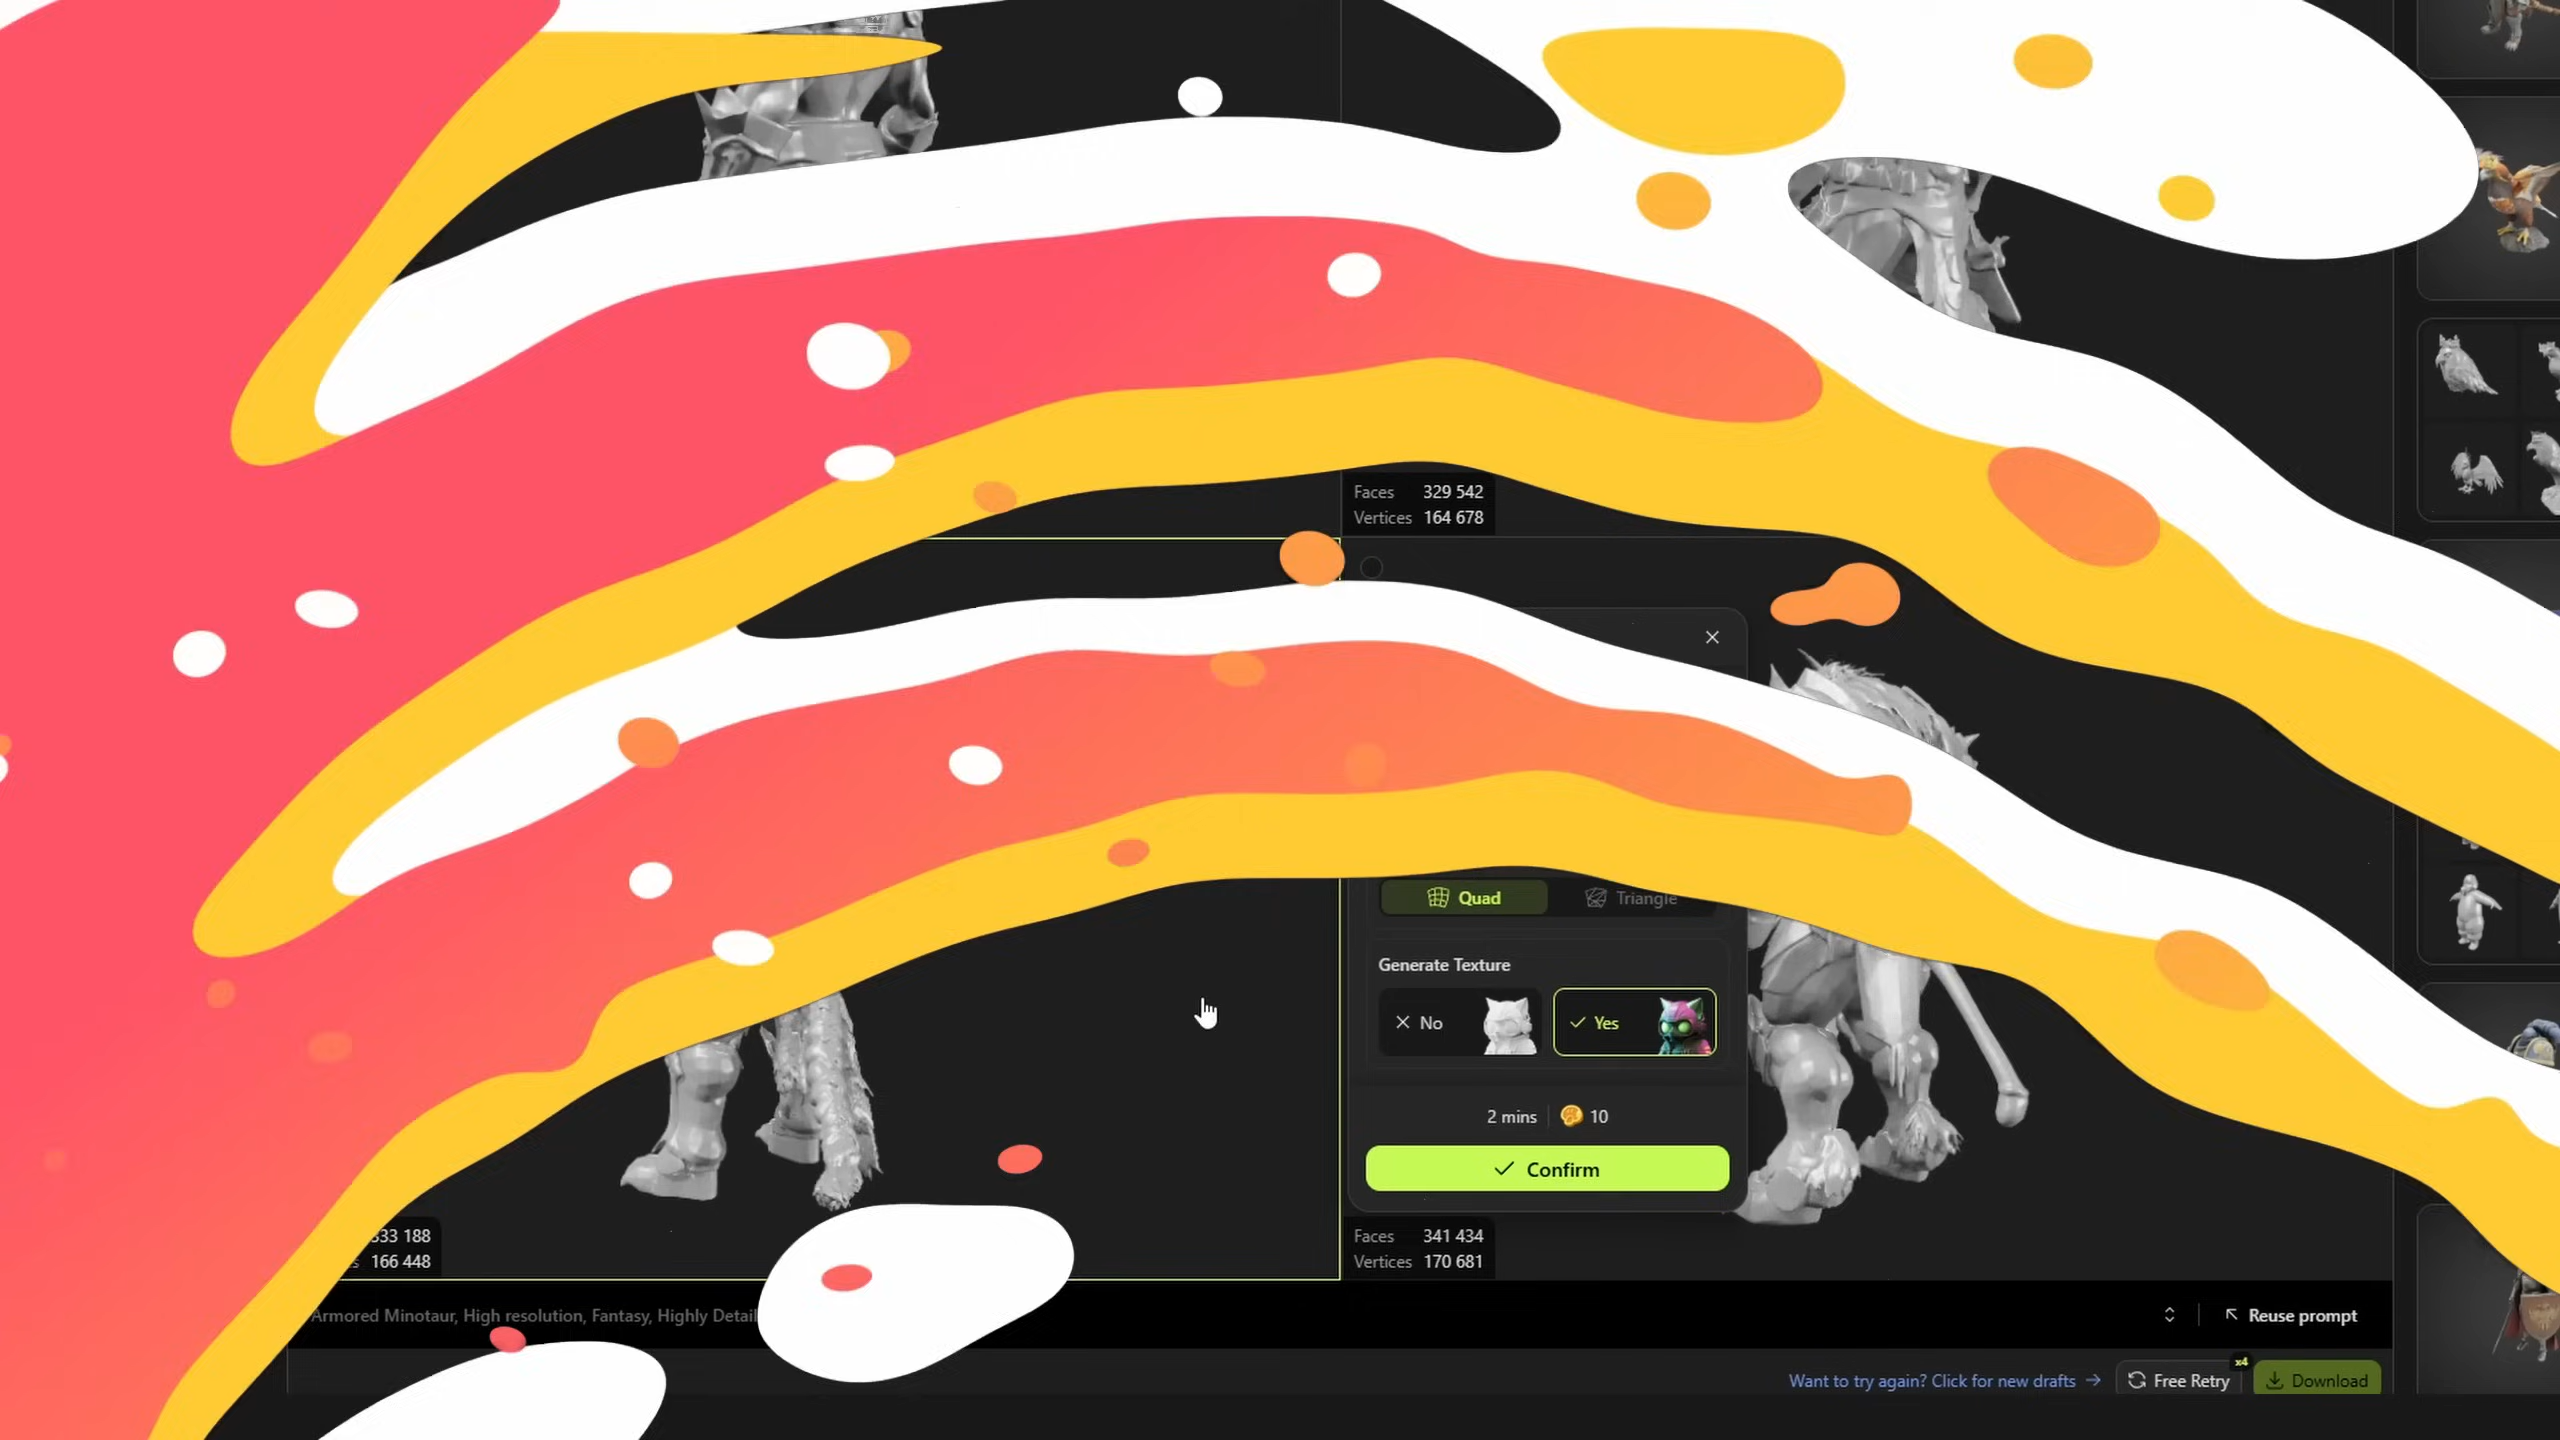 Faces 329 542
Vertices 164 678
Quad Triangle
Generate Texture
No Yes
2 mins 10
Confirm
33 188
166 448
Faces 341 434
Vertices 170 681
Armored Minotaur, High resolution, Fantasy, Highly Detail
Reuse prompt
Want to try again? Click for new drafts → Free Retry x4 Download